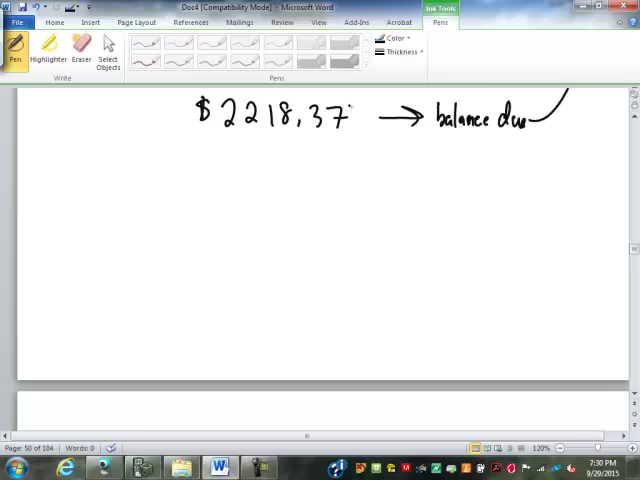 Doc4 [Compatibility Mode] - Microsoft Word
Ink Tools
File Home Insert Page Layout References Mailings Review View Add-Ins Acrobat Pens
Pen Highlighter Eraser Select Objects
Color
Thickness
Write Pens
$2218.37 → balance due
Page: 50 of 104 Words: 0 120%
7:30 PM
9/29/2015